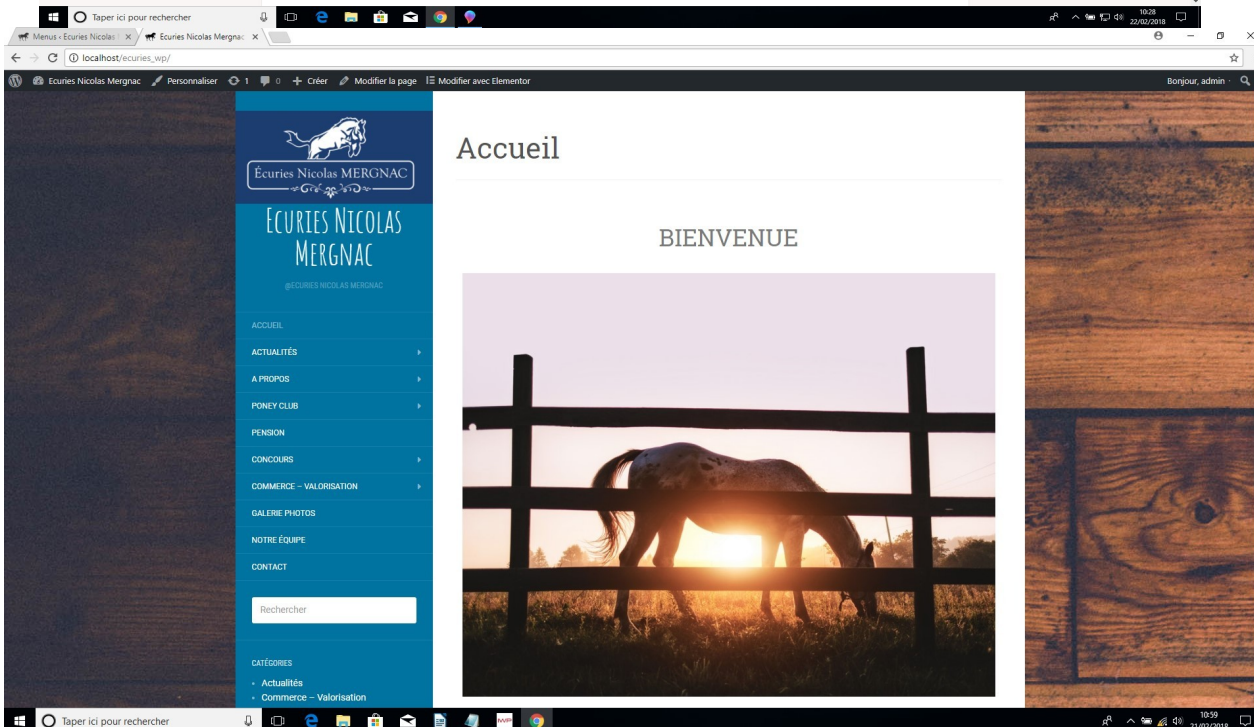 Taper ici pour rechercher
10:28
22/02/2018
Menus ‹ Ecuries Nicolas
Ecuries Nicolas Mergnac
localhost/ecuries_wp/
Ecuries Nicolas Mergnac Personnaliser 1 0 + Créer Modifier la page Modifier avec Elementor Bonjour, admin
Écuries Nicolas MERGNAC
Ecuries Nicolas
Mergnac
@ECURIES NICOLAS MERGNAC
ACCUEIL
ACTUALITÉS
A PROPOS
PONEY CLUB
PENSION
CONCOURS
COMMERCE – VALORISATION
GALERIE PHOTOS
NOTRE ÉQUIPE
CONTACT
Rechercher
CATÉGORIES
Actualités
Commerce – Valorisation
Accueil
BIENVENUE
Taper ici pour rechercher
10:59
21/02/2018